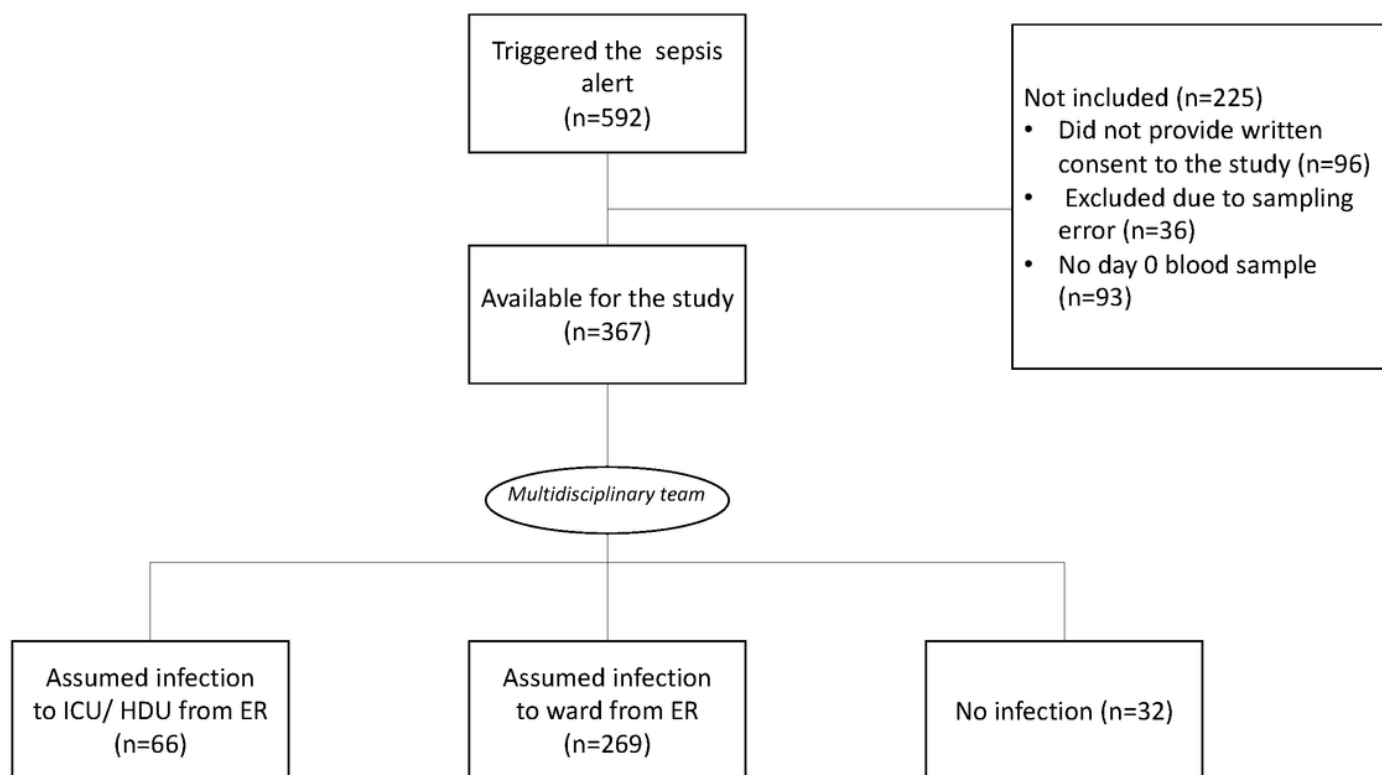 Triggered the sepsis
alert
(n=592)
Not included (n=225)
• Did not provide written
consent to the study (n=96)
• Excluded due to sampling
error (n=36)
• No day 0 blood sample
(n=93)
Available for the study
(n=367)
Multidisciplinary team
Assumed infection
to ICU/ HDU from ER
(n=66)
Assumed infection
to ward from ER
(n=269)
No infection (n=32)